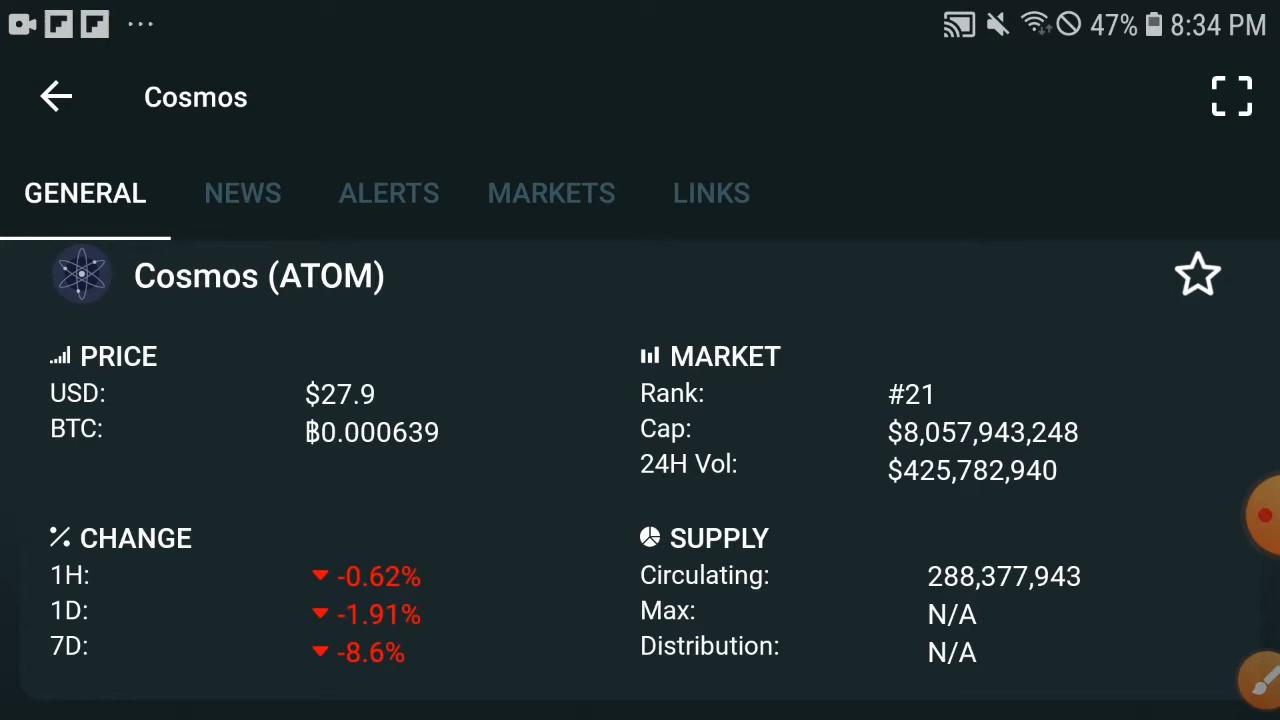 47% 8:34 PM
Cosmos
GENERAL NEWS ALERTS MARKETS LINKS
Cosmos (ATOM)
PRICE
USD: $27.9
BTC: ฿0.000639
MARKET
Rank: #21
Cap: $8,057,943,248
24H Vol: $425,782,940
CHANGE
1H: -0.62%
1D: -1.91%
7D: -8.6%
SUPPLY
Circulating: 288,377,943
Max: N/A
Distribution: N/A